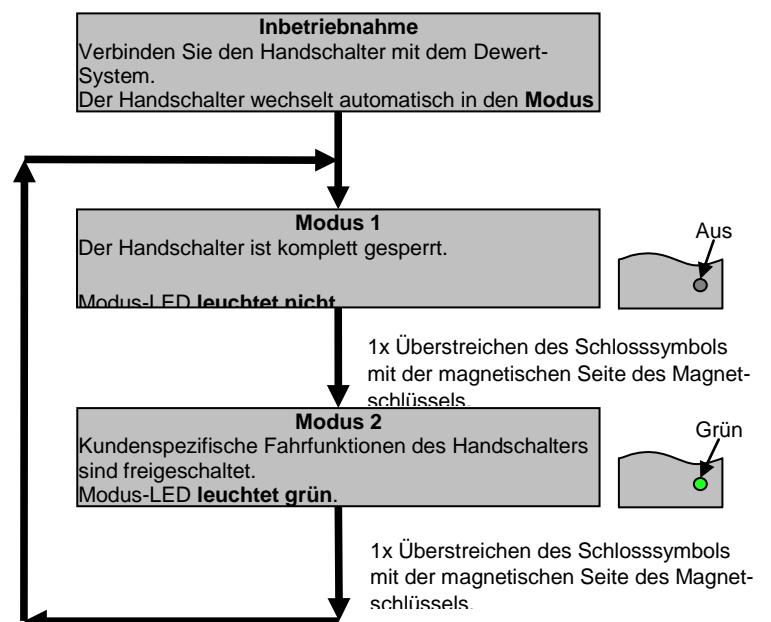 Inbetriebnahme
Verbinden Sie den Handschalter mit dem Dewert-
System.
Der Handschalter wechselt automatisch in den Modus
Modus 1
Der Handschalter ist komplett gesperrt.
Modus-LED leuchtet nicht
Aus
1x Überstreichen des Schlosssymbols
mit der magnetischen Seite des Magnet-
schlüssels.
Modus 2
Kundenspezifische Fahrfunktionen des Handschalters
sind freigeschaltet.
Modus-LED leuchtet grün.
Grün
1x Überstreichen des Schlosssymbols
mit der magnetischen Seite des Magnet-
schlüssels.